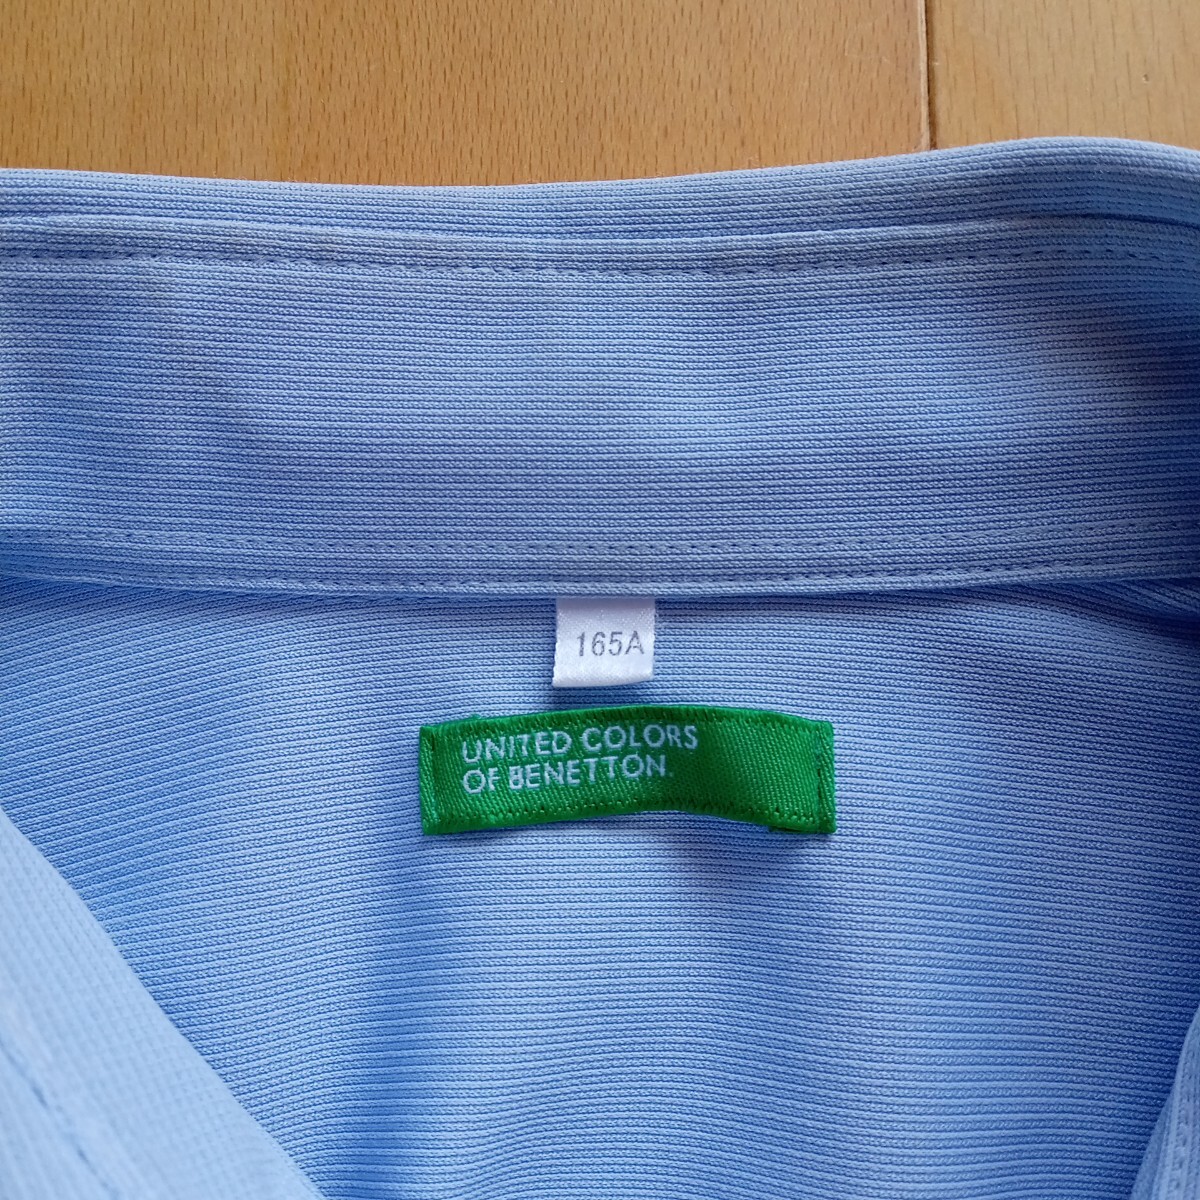 165A
UNITED COLORS
OF BENETTON.